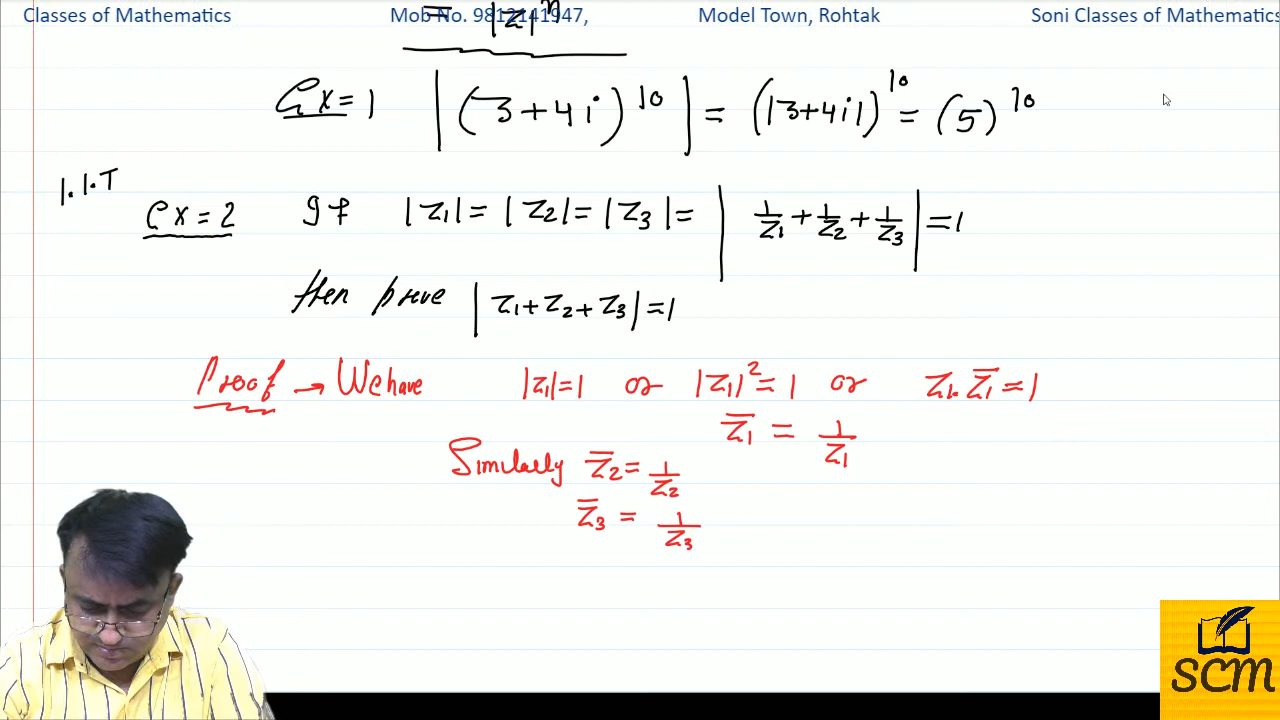 Classes of Mathematics Mob No. 9812141947, Model Town, Rohtak Soni Classes of Mathematics
= |z|^n
Ex=1 |(3+4i)^10| = (|3+4i|)^10 = (5)^10
I.I.T
Ex=2 If |z1|=|z2|=|z3|= |1/z1+1/z2+1/z3|=1
then prove |z1+z2+z3|=1
Proof → We have |z1|=1 or |z1|^2=1 or z1.z̄1=1
z̄1 = 1/z1
Similarly z̄2= 1/z2
z̄3 = 1/z3
SCM